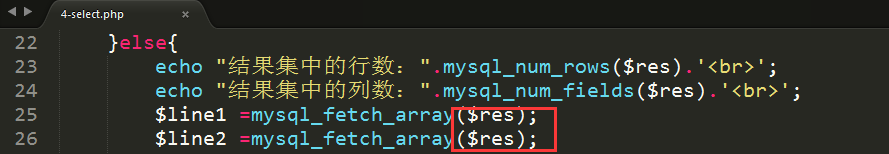 4-select.php ×
22 }else{
23 echo "结果集中的行数：".mysql_num_rows($res).'<br>';
24 echo "结果集中的列数：".mysql_num_fields($res).'<br>';
25 $line1 =mysql_fetch_array($res);
26 $line2 =mysql_fetch_array($res);